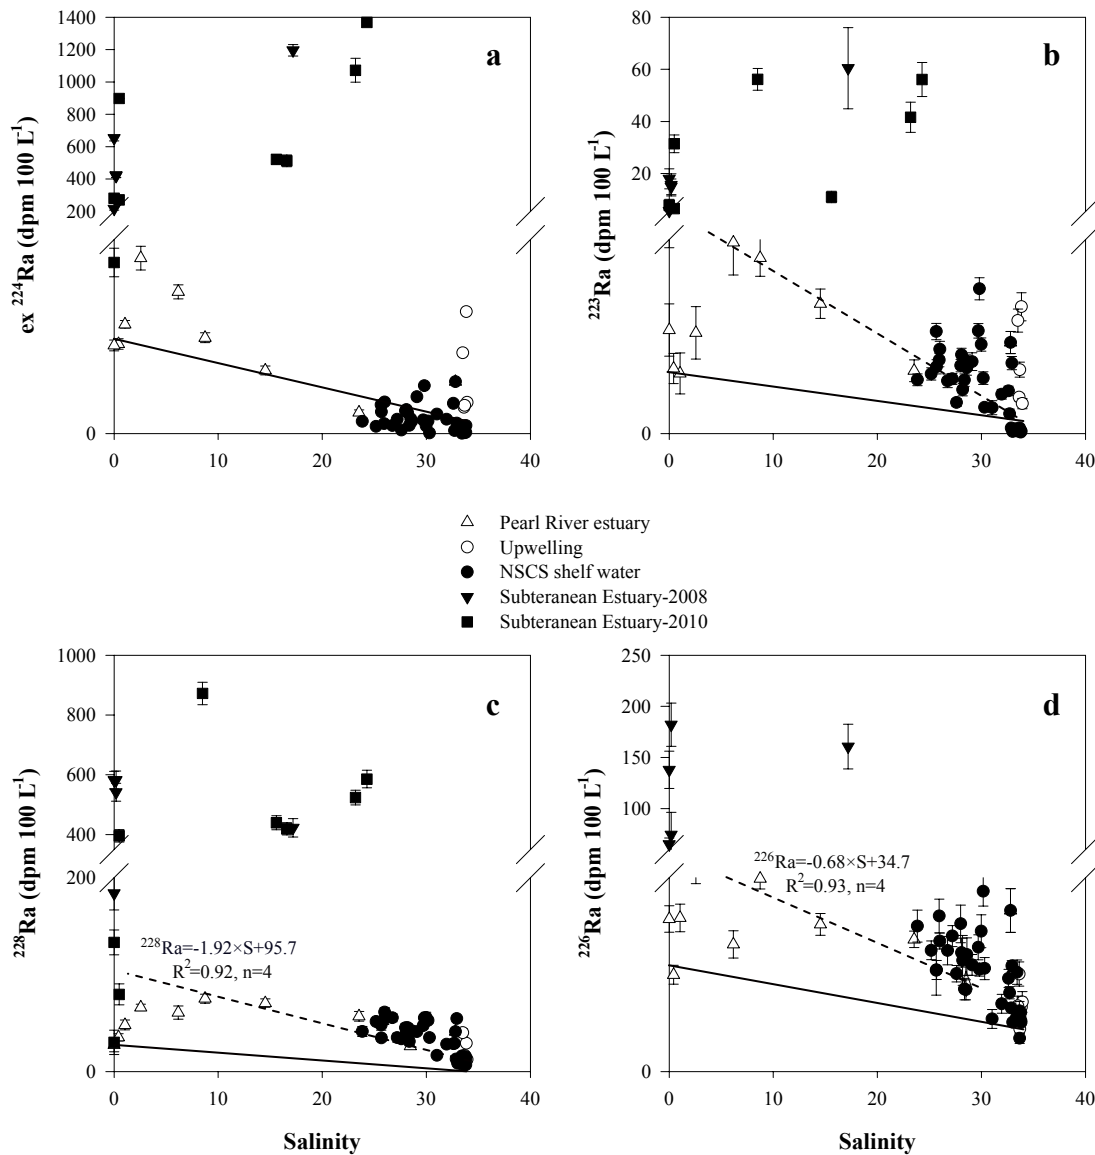 a
1400
1200
1000
800
600
400
200
0
ex ²²⁴Ra (dpm 100 L⁻¹)
0 10 20 30 40
b
80
60
40
20
0
²²³Ra (dpm 100 L⁻¹)
0 10 20 30 40
Pearl River estuary
Upwelling
NSCS shelf water
Subteranean Estuary-2008
Subteranean Estuary-2010
c
1000
800
600
400
200
0
²²⁸Ra (dpm 100 L⁻¹)
²²⁸Ra=-1.92×S+95.7
R²=0.92, n=4
0 10 20 30 40
Salinity
d
250
200
150
100
0
²²⁶Ra (dpm 100 L⁻¹)
²²⁶Ra=-0.68×S+34.7
R²=0.93, n=4
0 10 20 30 40
Salinity